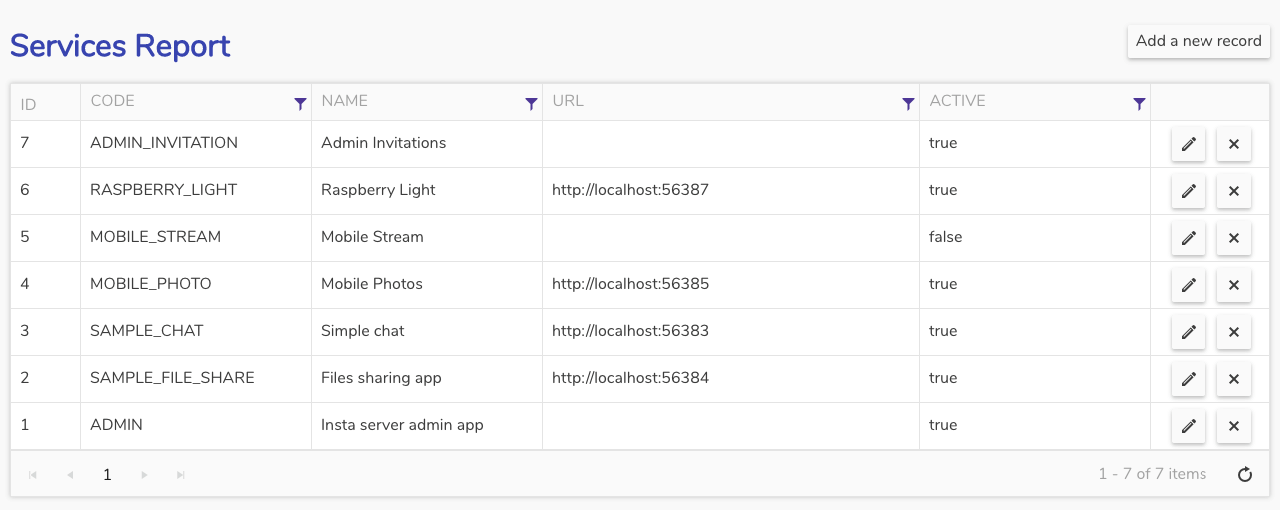 Services Report
Add a new record
ID CODE NAME URL ACTIVE
7 ADMIN_INVITATION Admin Invitations true
6 RASPBERRY_LIGHT Raspberry Light http://localhost:56387 true
5 MOBILE_STREAM Mobile Stream false
4 MOBILE_PHOTO Mobile Photos http://localhost:56385 true
3 SAMPLE_CHAT Simple chat http://localhost:56383 true
2 SAMPLE_FILE_SHARE Files sharing app http://localhost:56384 true
1 ADMIN Insta server admin app true
1 1 - 7 of 7 items